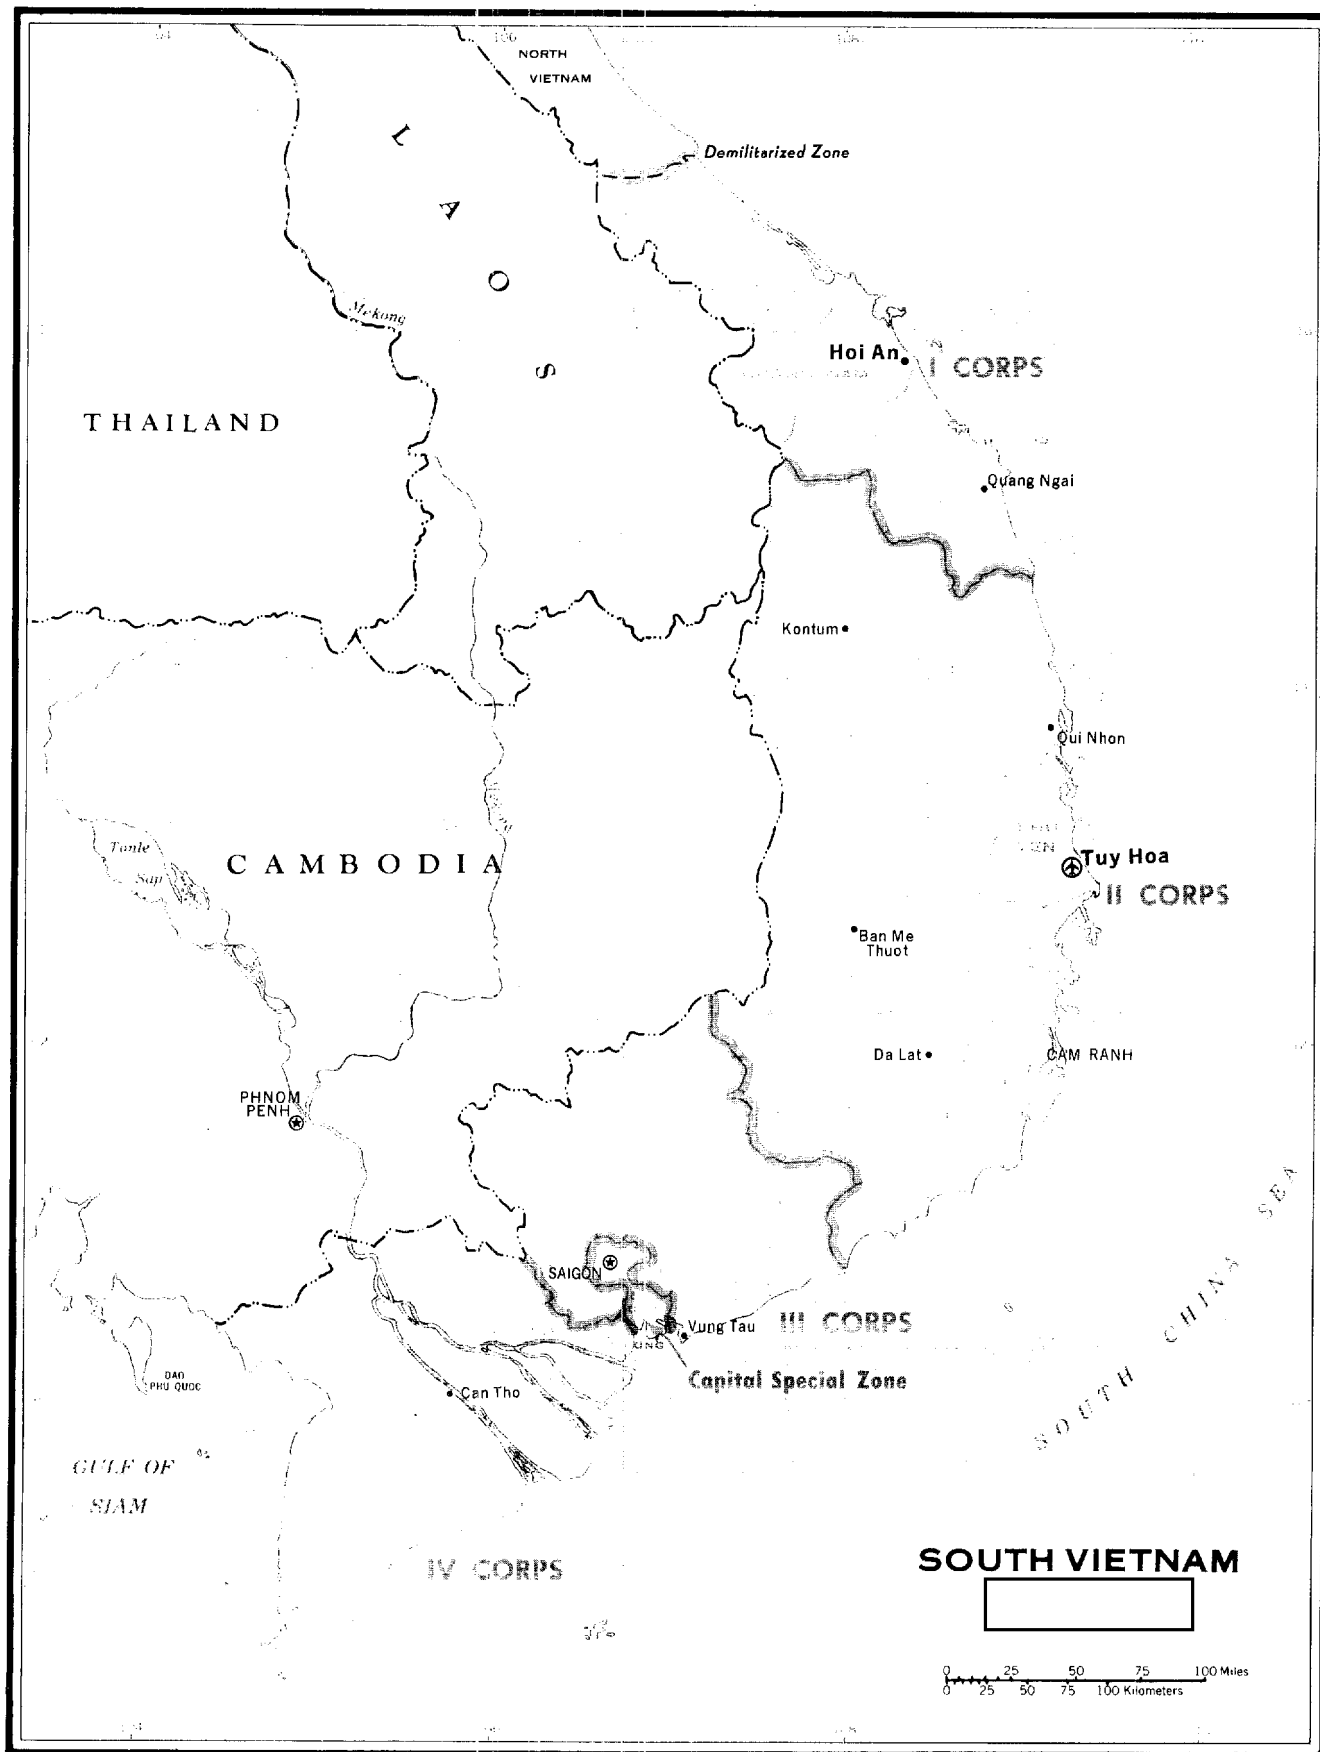 NORTH
VIETNAM
Demilitarized Zone
L A O S
Mekong
Hoi An
I CORPS
THAILAND
Quang Ngai
Kontum
Qui Nhon
Tonle
Sap
CAMBODIA
Tuy Hoa
II CORPS
Ban Me
Thuot
Da Lat
CAM RANH
PHNOM
PENH
SAIGON
Vung Tau
III CORPS
Capital Special Zone
DAO
PHU QUOC
Can Tho
SOUTH CHINA SEA
GULF OF
SIAM
IV CORPS
SOUTH VIETNAM
0 25 50 75 100 Miles
0 25 50 75 100 Kilometers